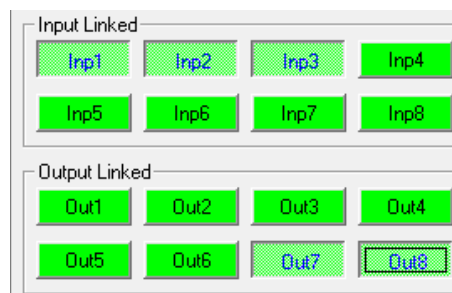 Input Linked
Inp1 Inp2 Inp3 Inp4
Inp5 Inp6 Inp7 Inp8
Output Linked
Out1 Out2 Out3 Out4
Out5 Out6 Out7 Out8